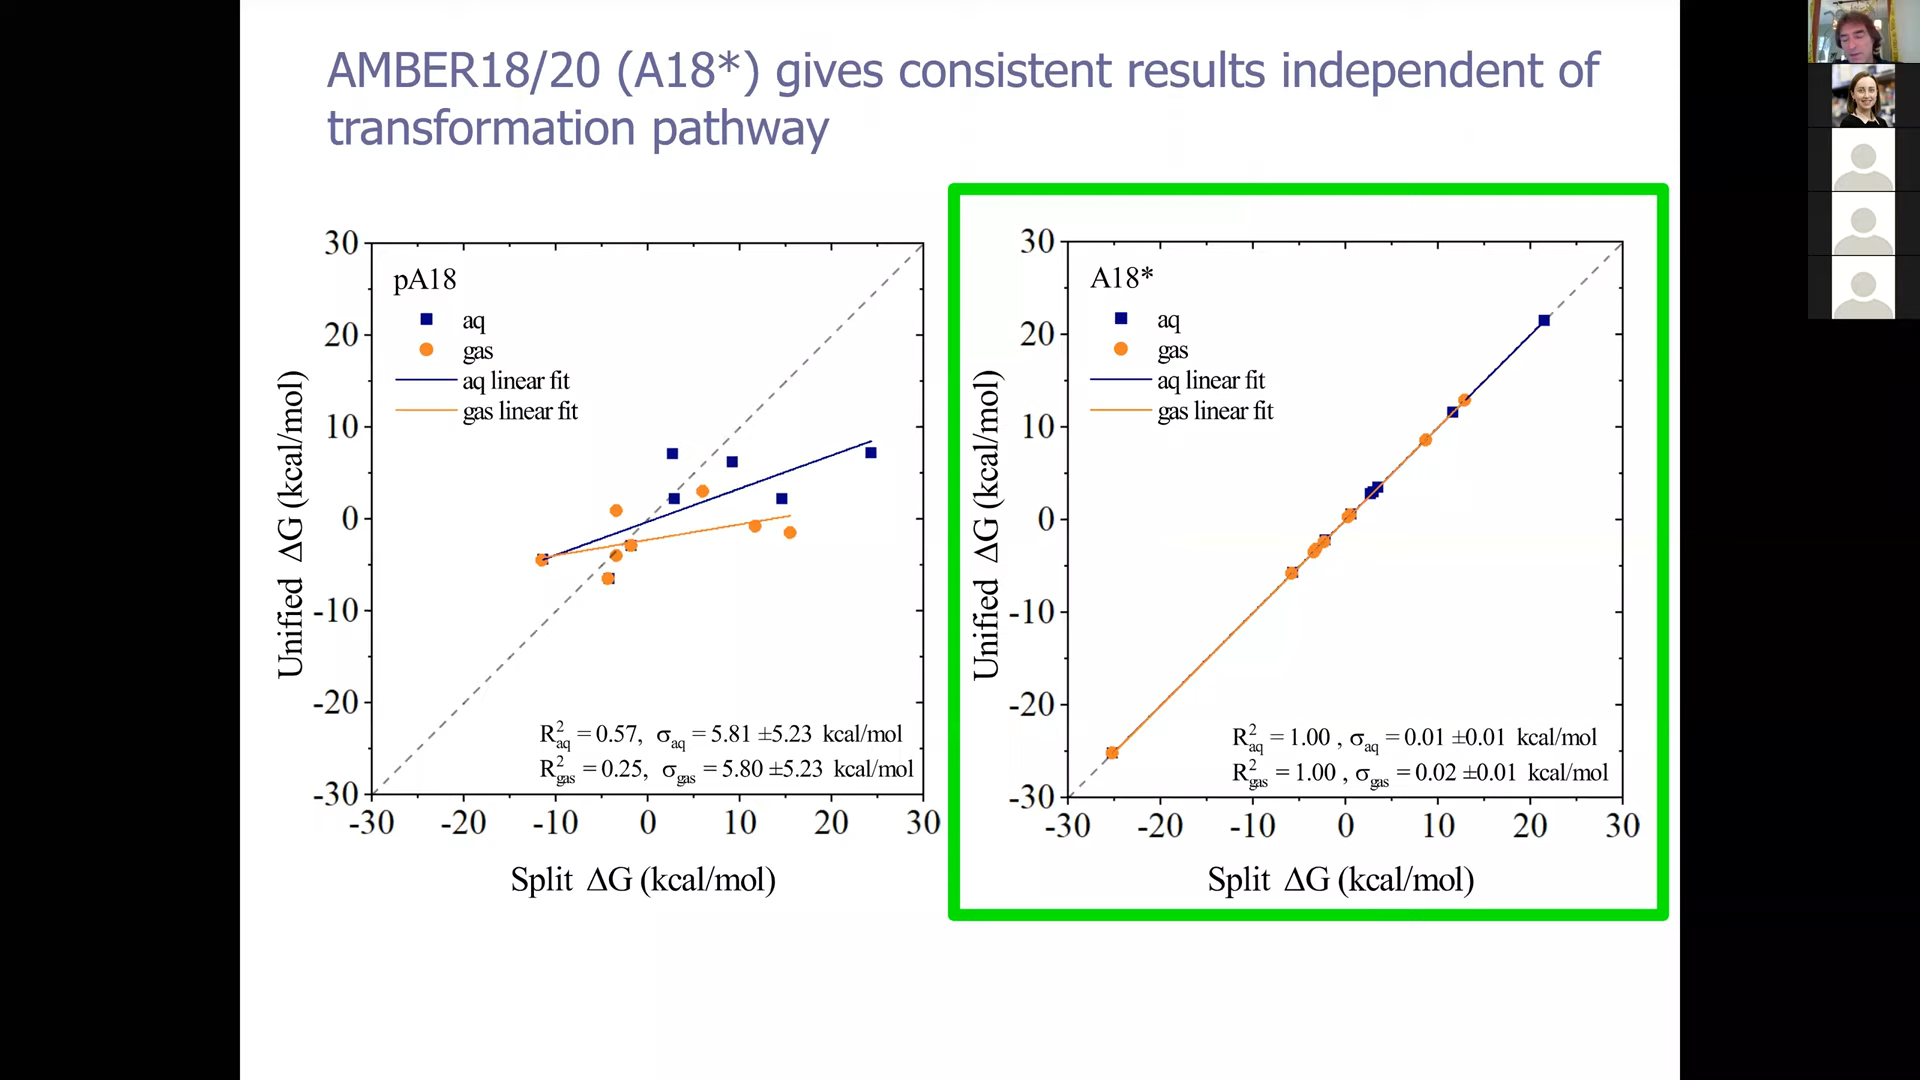 AMBER18/20 (A18*) gives consistent results independent of
transformation pathway
pA18
aq
gas
aq linear fit
gas linear fit
30
20
10
0
-10
-20
-30
Unified ΔG (kcal/mol)
R²aq = 0.57, σaq = 5.81 ±5.23 kcal/mol
R²gas = 0.25, σgas = 5.80 ±5.23 kcal/mol
-30 -20 -10 0 10 20 30
Split ΔG (kcal/mol)
A18*
aq
gas
aq linear fit
gas linear fit
30
20
10
0
-10
-20
-30
Unified ΔG (kcal/mol)
R²aq = 1.00 , σaq = 0.01 ±0.01 kcal/mol
R²gas = 1.00 , σgas = 0.02 ±0.01 kcal/mol
-30 -20 -10 0 10 20 30
Split ΔG (kcal/mol)